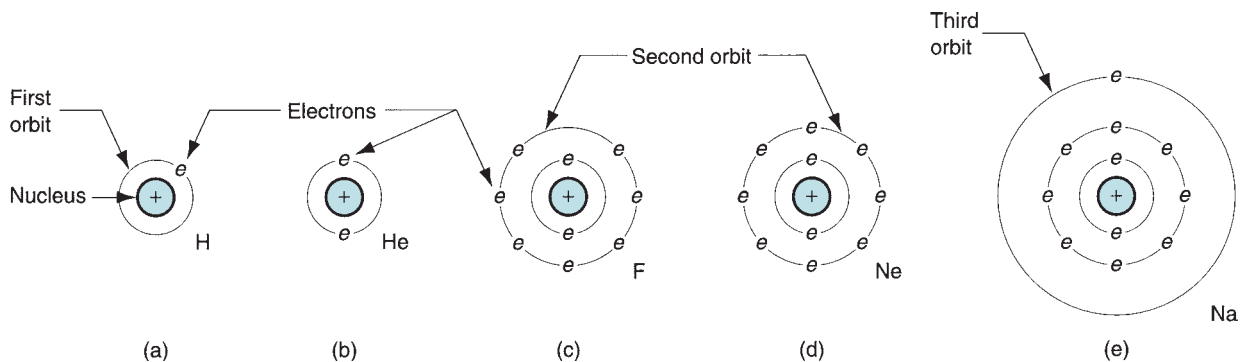 First
orbit
Nucleus
e
+
H
(a)
Electrons
e
+
e
He
(b)
Second orbit
e e
e
e + e
e
e e
e
F
(c)
e
e e
e
e + e
e
e e
e
Ne
(d)
Third
orbit
e
e
e e
e
e + e
e
e e
e
Na
(e)